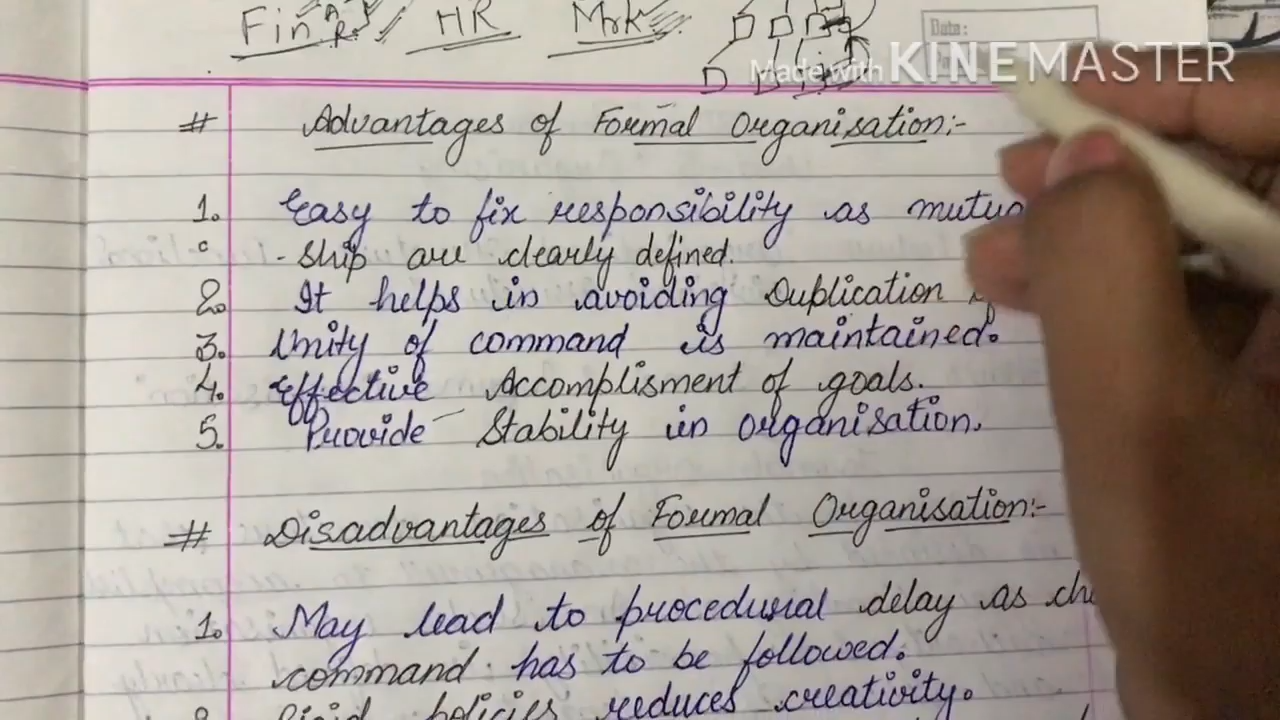 Fin HR Mrk
Date:
Made with KINEMASTER
# Advantages of Formal Organisation:-
1. Easy to fix responsibility as
- ship are clearly defined.
2. It helps in avoiding Duplication
3. Unity of command is maintained.
4. Effective Accomplisment of goals.
5. Provide Stability in organisation.
# Disadvantages of Formal Organisation:-
1. May lead to procedural delay as
command has to be followed.
policies reduces creativity.